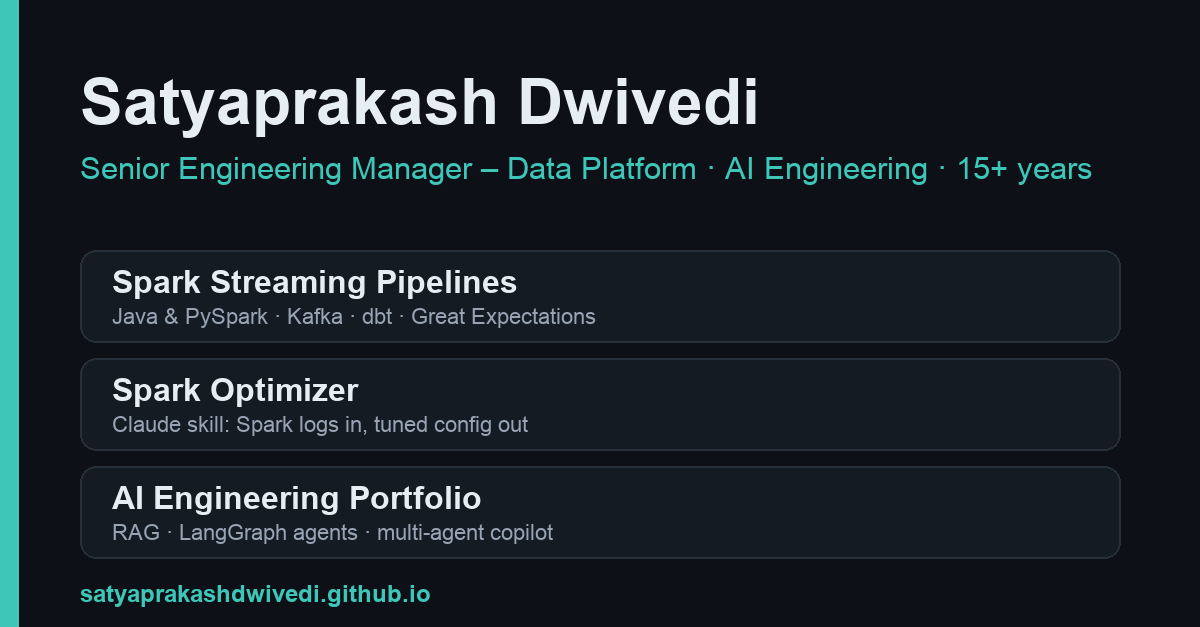 Satyaprakash Dwivedi
Senior Engineering Manager – Data Platform · AI Engineering · 15+ years
Spark Streaming Pipelines
Java & PySpark · Kafka · dbt · Great Expectations
Spark Optimizer
Claude skill: Spark logs in, tuned config out
AI Engineering Portfolio
RAG · LangGraph agents · multi-agent copilot
satyaprakashdwivedi.github.io